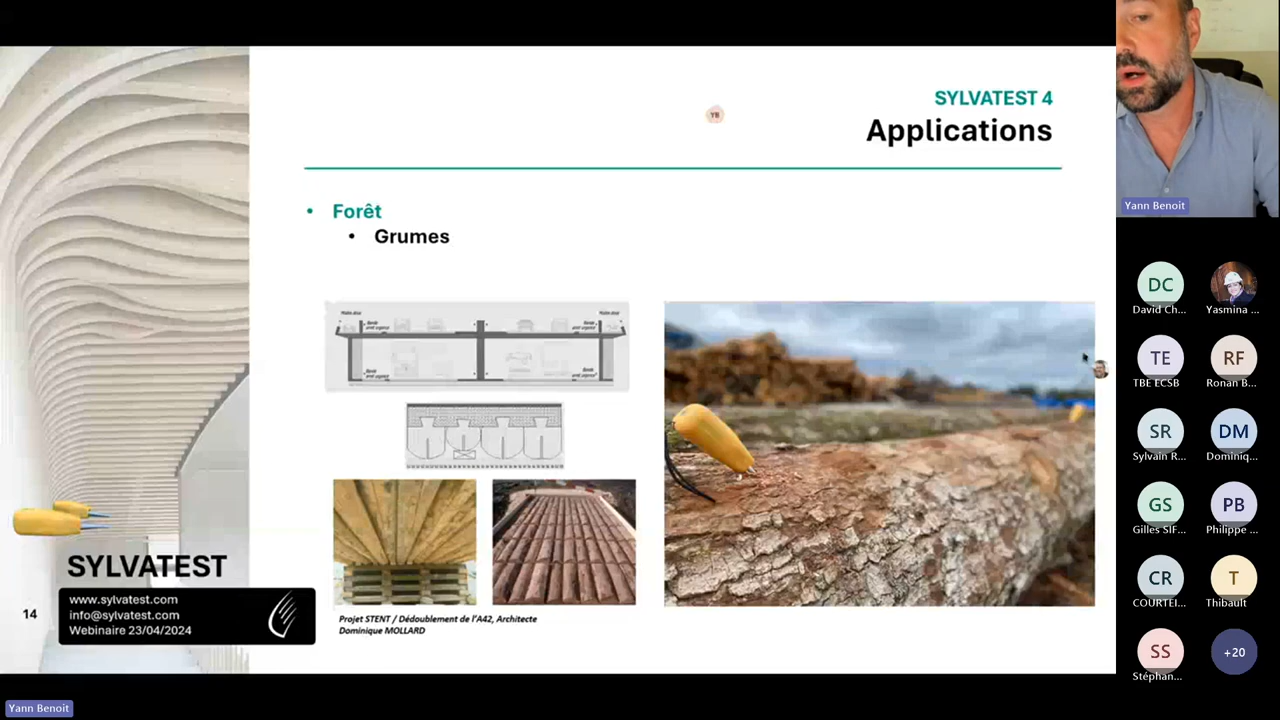 SYLVATEST 4
Applications
YB
• Forêt
• Grumes
Projet STENT / Dédoublement de l'A42, Architecte
Dominique MOLLARD
SYLVATEST
www.sylvatest.com
info@sylvatest.com
Webinaire 23/04/2024
14
Yann Benoit
Yann Benoit
DC
David Ch...
Yasmina ...
TE
TBE ECSB
RF
Ronan B...
SR
Sylvain R...
DM
Dominiq...
GS
Gilles SIF...
PB
Philippe ...
CR
COURTEI...
T
Thibault
SS
Stéphan...
+20